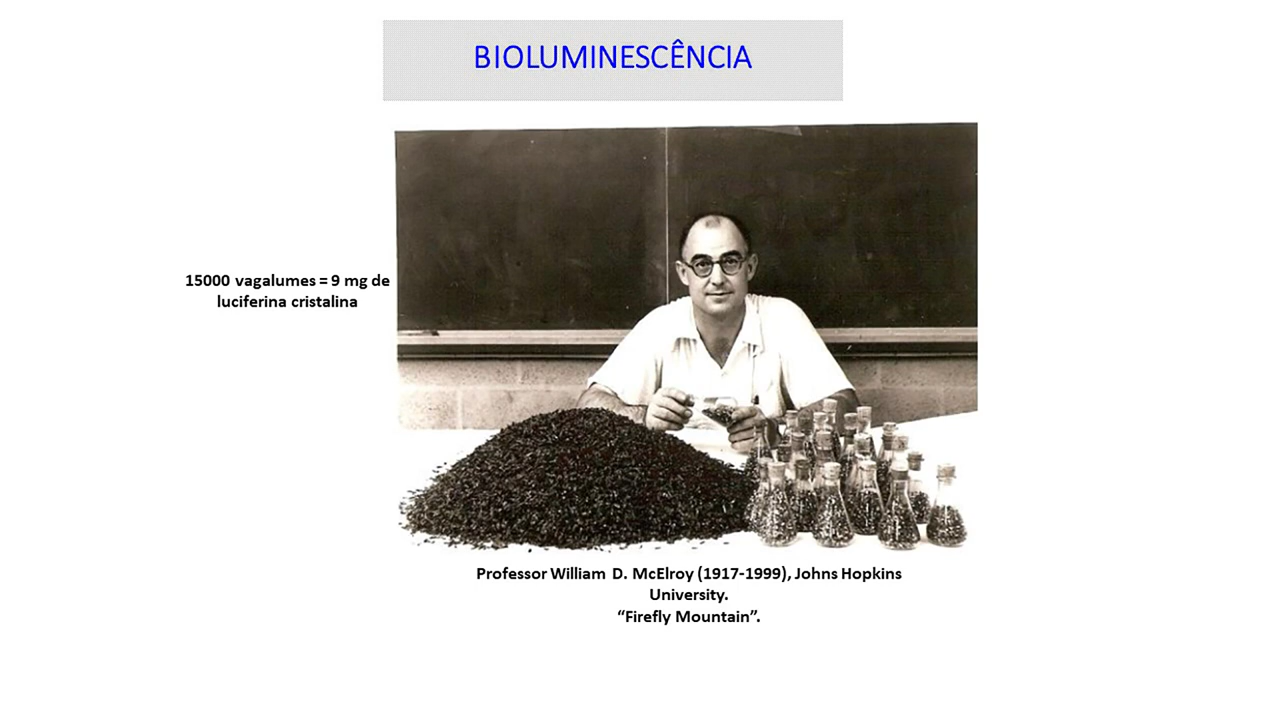 BIOLUMINESCÊNCIA
15000 vagalumes = 9 mg de
luciferina cristalina
Professor William D. McElroy (1917-1999), Johns Hopkins
University.
“Firefly Mountain”.